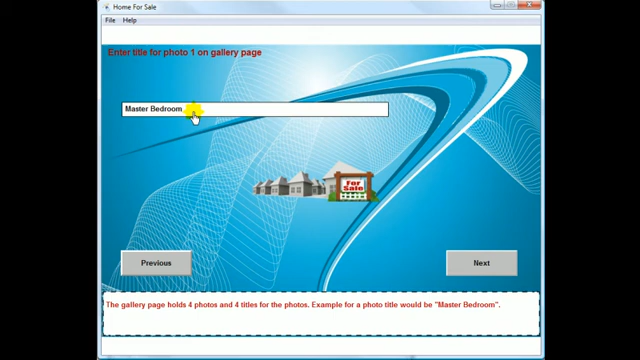 Home For Sale
File Help
Enter title for photo 1 on gallery page
Master Bedroom
For
Sale
Previous
Next
The gallery page holds 4 photos and 4 titles for the photos. Example for a photo title would be "Master Bedroom".